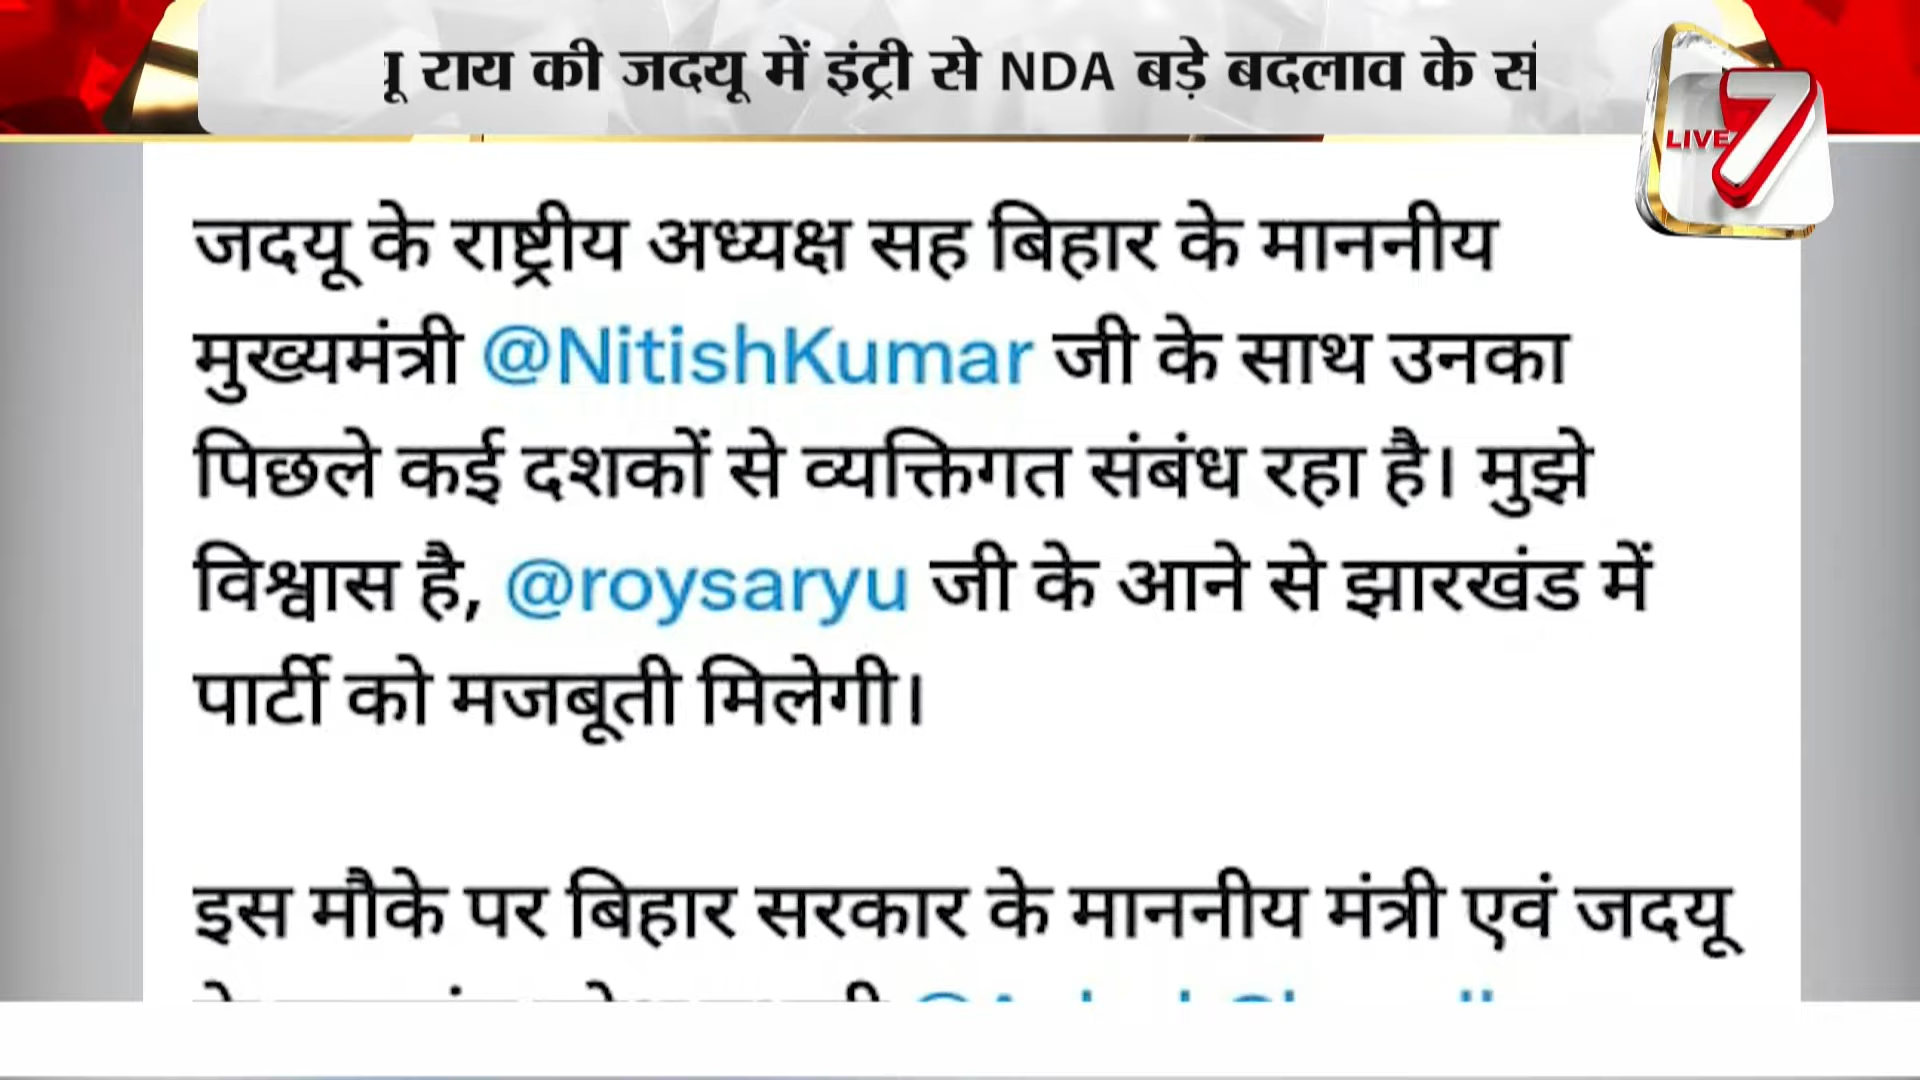 राय की जदयू में इंट्री से NDA बड़े बदलाव के
LIVE 7
जदयू के राष्ट्रीय अध्यक्ष सह बिहार के माननीय
मुख्यमंत्री @NitishKumar जी के साथ उनका
पिछले कई दशकों से व्यक्तिगत संबंध रहा है। मुझे
विश्वास है, @roysaryu जी के आने से झारखंड में
पार्टी को मजबूती मिलेगी।
इस मौके पर बिहार सरकार के माननीय मंत्री एवं जदयू